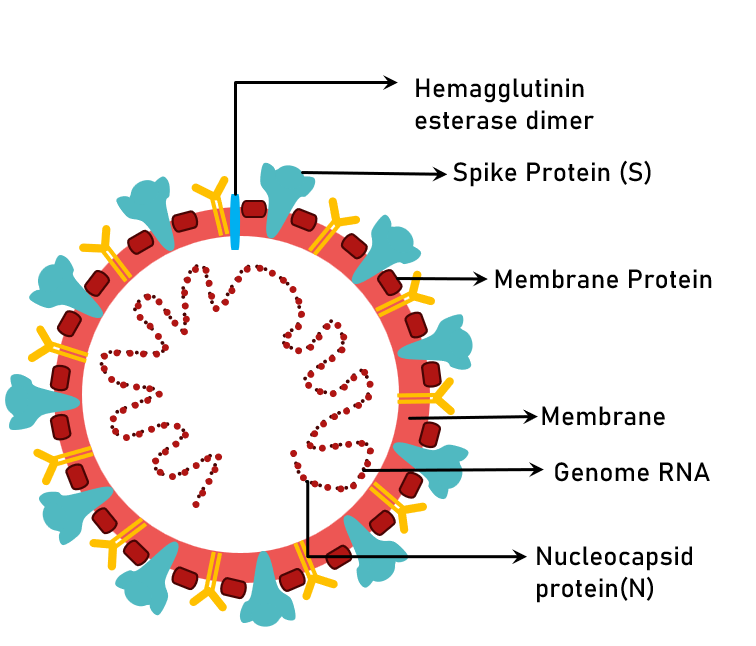 Hemagglutinin
esterase dimer
Spike Protein (S)
Membrane Protein
Membrane
Genome RNA
Nucleocapsid
protein(N)